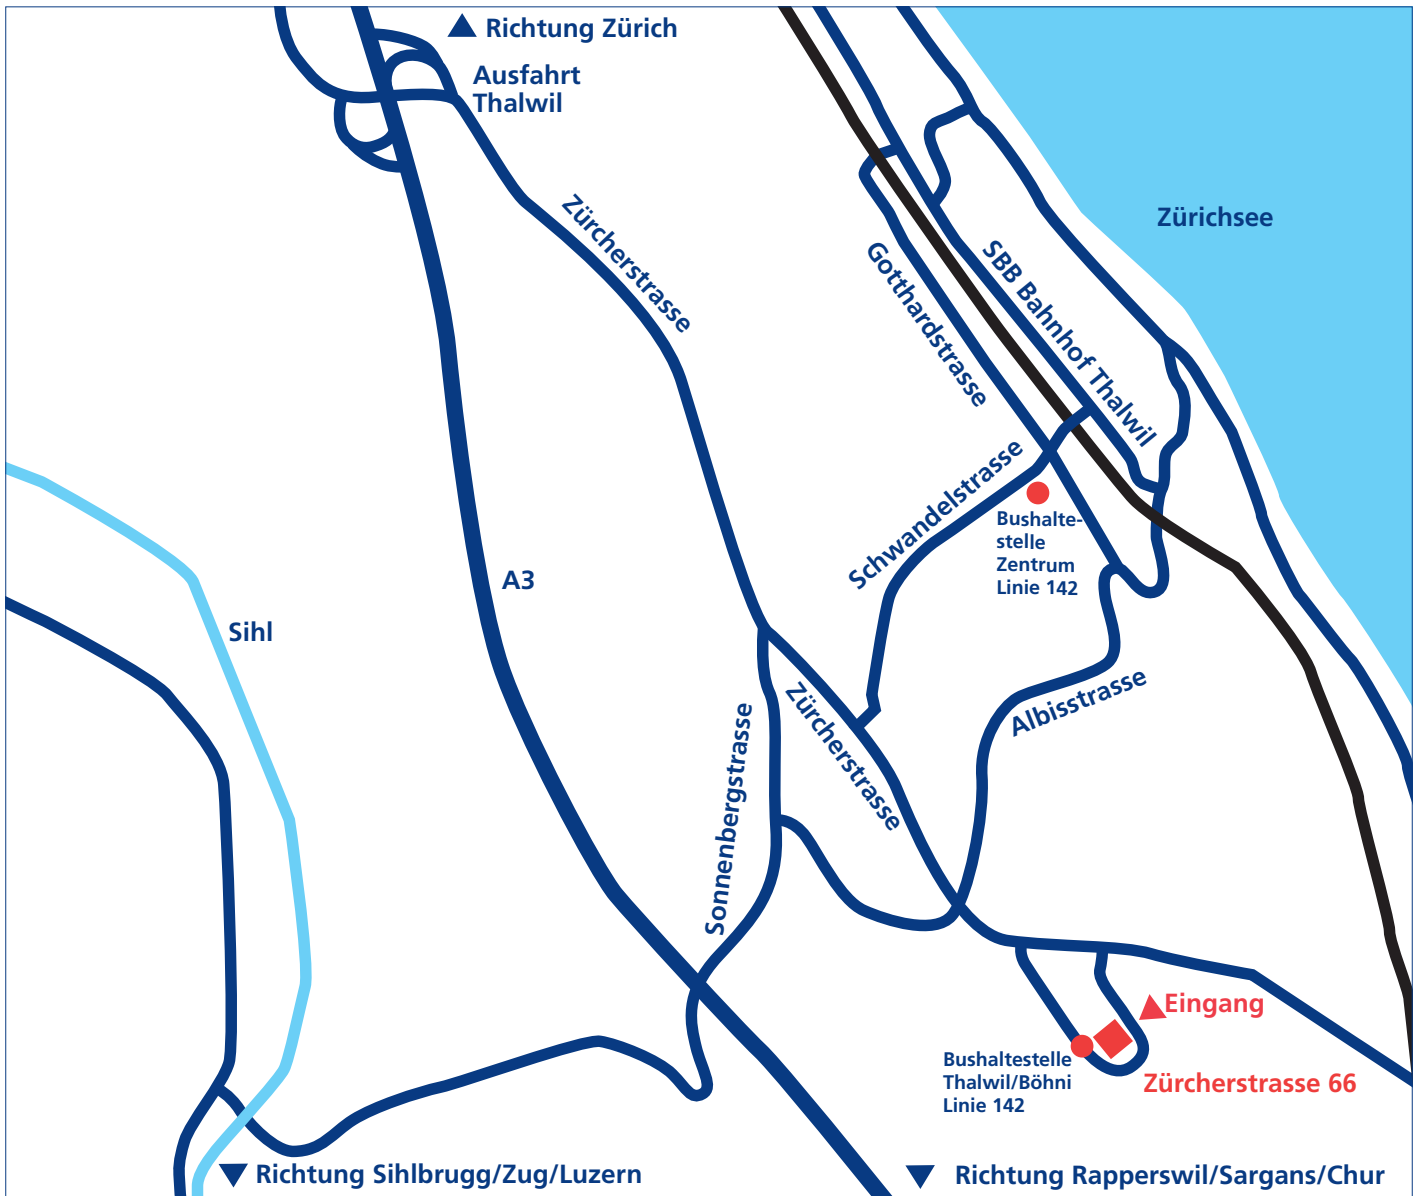 Richtung Zürich
Ausfahrt
Thalwil
Zürcherstrasse
Zürichsee
SBB Bahnhof Thalwil
Gotthardstrasse
Schwandelstrasse
Bushalte-
stelle
Zentrum
Linie 142
A3
Sihl
Albisstrasse
Zürcherstrasse
Sonnenbergstrasse
Eingang
Bushaltestelle
Thalwil/Böhni
Linie 142
Zürcherstrasse 66
Richtung Sihlbrugg/Zug/Luzern
Richtung Rapperswil/Sargans/Chur